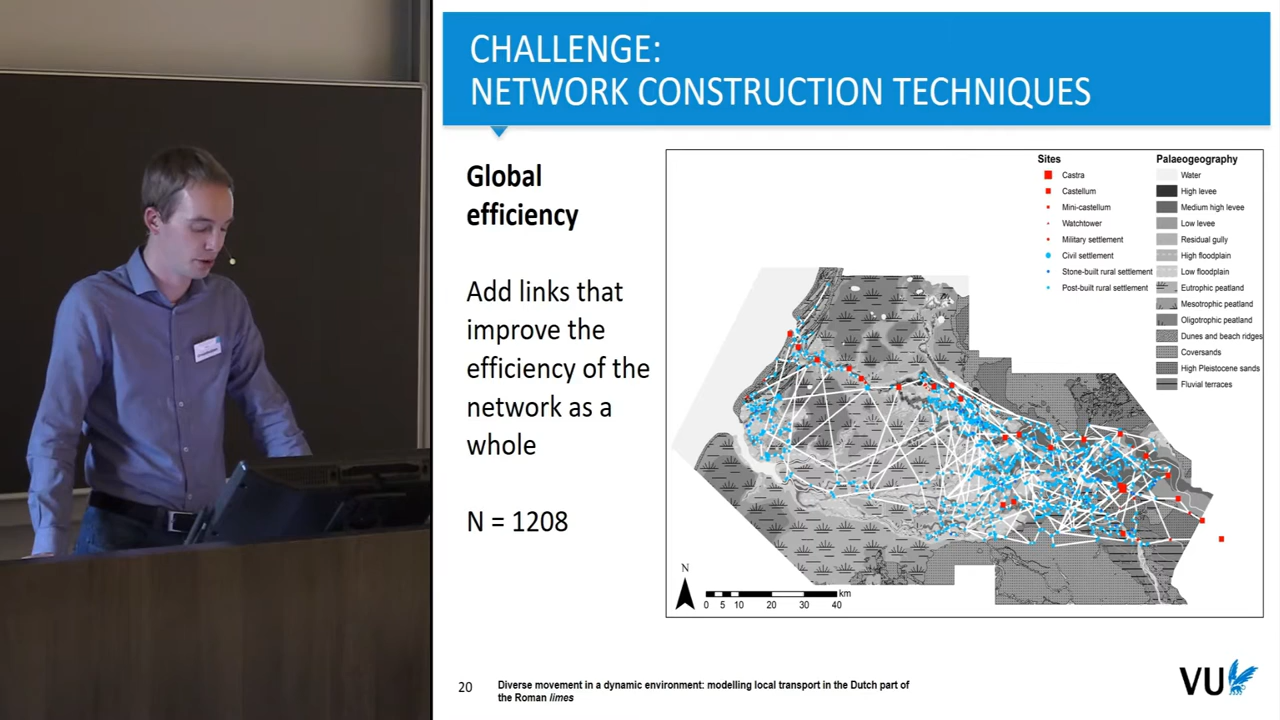 CHALLENGE:
NETWORK CONSTRUCTION TECHNIQUES
Global
efficiency
Add links that
improve the
efficiency of the
network as a
whole
N = 1208
Sites
Castra
Castellum
Mini-castellum
Watchtower
Military settlement
Civil settlement
Stone-built rural settlement
Post-built rural settlement
Palaeogeography
Water
High levee
Medium high levee
Low levee
Residual gully
High floodplain
Low floodplain
Eutrophic peatland
Mesotrophic peatland
Oligotrophic peatland
Dunes and beach ridges
Coversands
High Pleistocene sands
Fluvial terraces
N
km
0 5 10 20 30 40
20
Diverse movement in a dynamic environment: modelling local transport in the Dutch part of
the Roman limes
VU